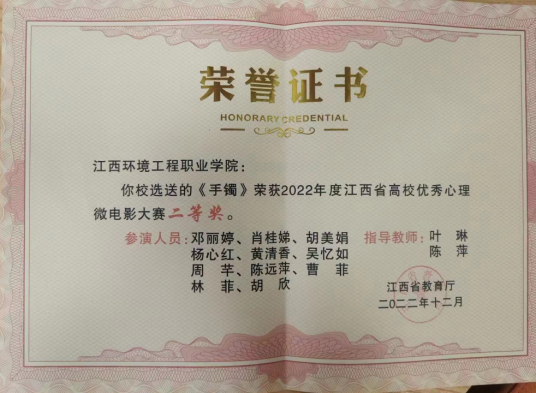 荣誉证书
HONORARY CREDENTIAL
江西环境工程职业学院：
你校选送的《手镯》荣获2022年度江西省高校优秀心理
微电影大赛二等奖。
参演人员：邓丽婷、肖桂娣、胡美娟 指导教师：叶 琳
杨心红、黄清香、吴忆如 陈 萍
周 芊、陈远萍、曹 菲
林 菲、胡 欣
江西省教育厅
二〇二二年十二月